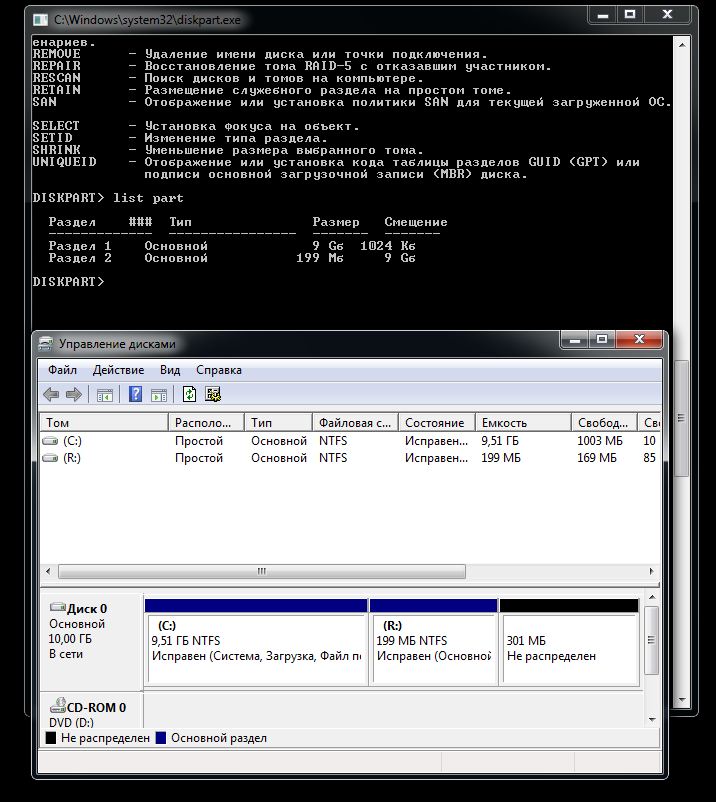 C:\Windows\system32\diskpart.exe
енариев.
REMOVE - Удаление имени диска или точки подключения.
REPAIR - Восстановление тома RAID-5 с отказавшим участником.
RESCAN - Поиск дисков и томов на компьютере.
RETAIN - Размещение служебного раздела на простом томе.
SAN - Отображение или установка политики SAN для текущей загруженной ОС.
SELECT - Установка фокуса на объект.
SETID - Изменение типа раздела.
SHRINK - Уменьшение размера выбранного тома.
UNIQUEID - Отображение или установка кода таблицы разделов GUID (GPT) или
подписи основной загрузочной записи (MBR) диска.
DISKPART> list part
Раздел ### Тип Размер Смещение
------------- ---------------- ------- -------
Раздел 1 Основной 9 Gб 1024 Kб
Раздел 2 Основной 199 Mб 9 Gб
DISKPART>
Управление дисками
Файл Действие Вид Справка
Том Располо... Тип Файловая с... Состояние Емкость Свобод... Св
(C:) Простой Основной NTFS Исправен... 9,51 ГБ 1003 МБ 10
(R:) Простой Основной NTFS Исправен... 199 МБ 169 МБ 85
Диск 0
Основной
10,00 ГБ
В сети
(C:)
9,51 ГБ NTFS
Исправен (Система, Загрузка, Файл по
(R:)
199 МБ NTFS
Исправен (Основной
301 МБ
Не распределен
CD-ROM 0
DVD (D:)
Не распределен Основной раздел